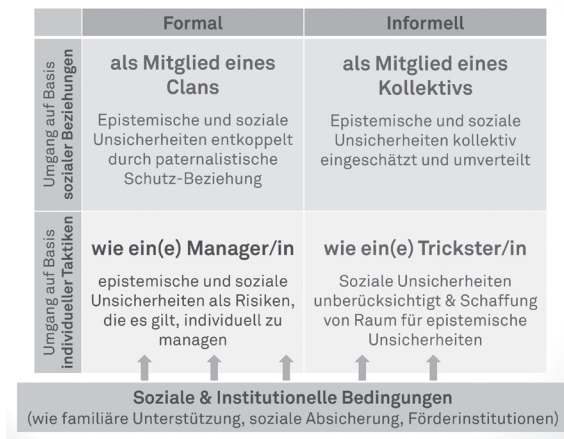 Formal
Informell
Umgang auf Basis
sozialer Beziehungen
als Mitglied eines
Clans
Epistemische und soziale
Unsicherheiten entkoppelt
durch paternalistische
Schutz-Beziehung
als Mitglied eines
Kollektivs
Epistemische und soziale
Unsicherheiten kollektiv
eingeschätzt und umverteilt
Umgang auf Basis
individueller Taktiken
wie ein(e) Manager/in
epistemische und soziale
Unsicherheiten als Risiken,
die es gilt, individuell zu
managen
wie ein(e) Trickster/in
Soziale Unsicherheiten
unberücksichtigt & Schaffung
von Raum für epistemische
Unsicherheiten
Soziale & Institutionelle Bedingungen
(wie familiäre Unterstützung, soziale Absicherung, Förderinstitutionen)